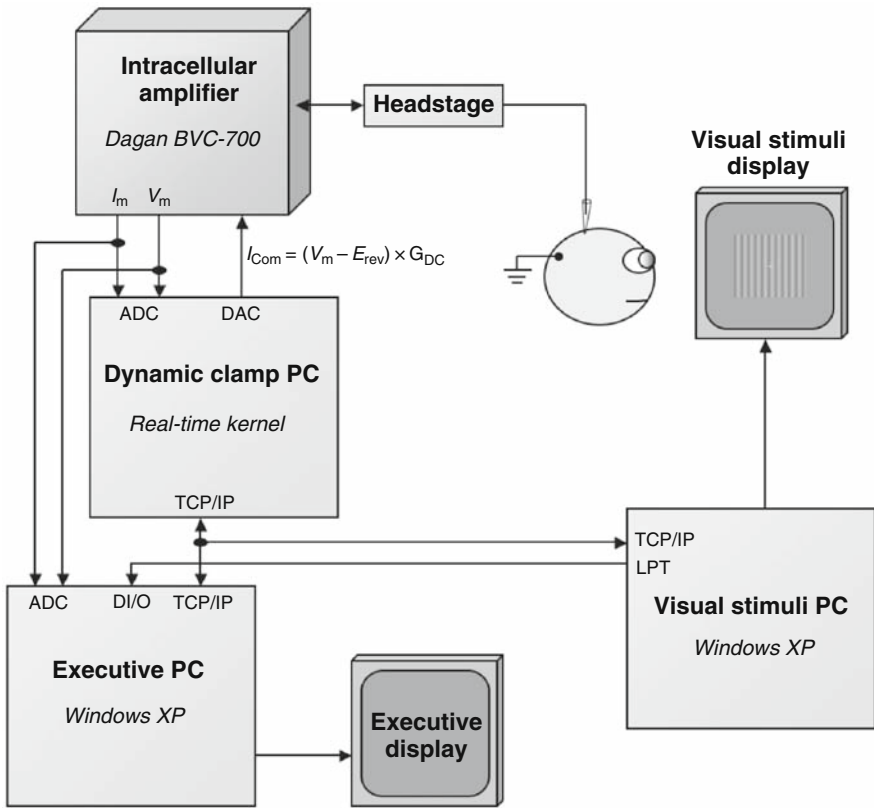 Intracellular
amplifier
Dagan BVC-700
Headstage
Visual stimuli
display
Im Vm
ICom = (Vm – Erev) × GDC
ADC DAC
Dynamic clamp PC
Real-time kernel
TCP/IP
TCP/IP
LPT
Visual stimuli PC
Windows XP
ADC DI/O TCP/IP
Executive PC
Windows XP
Executive
display